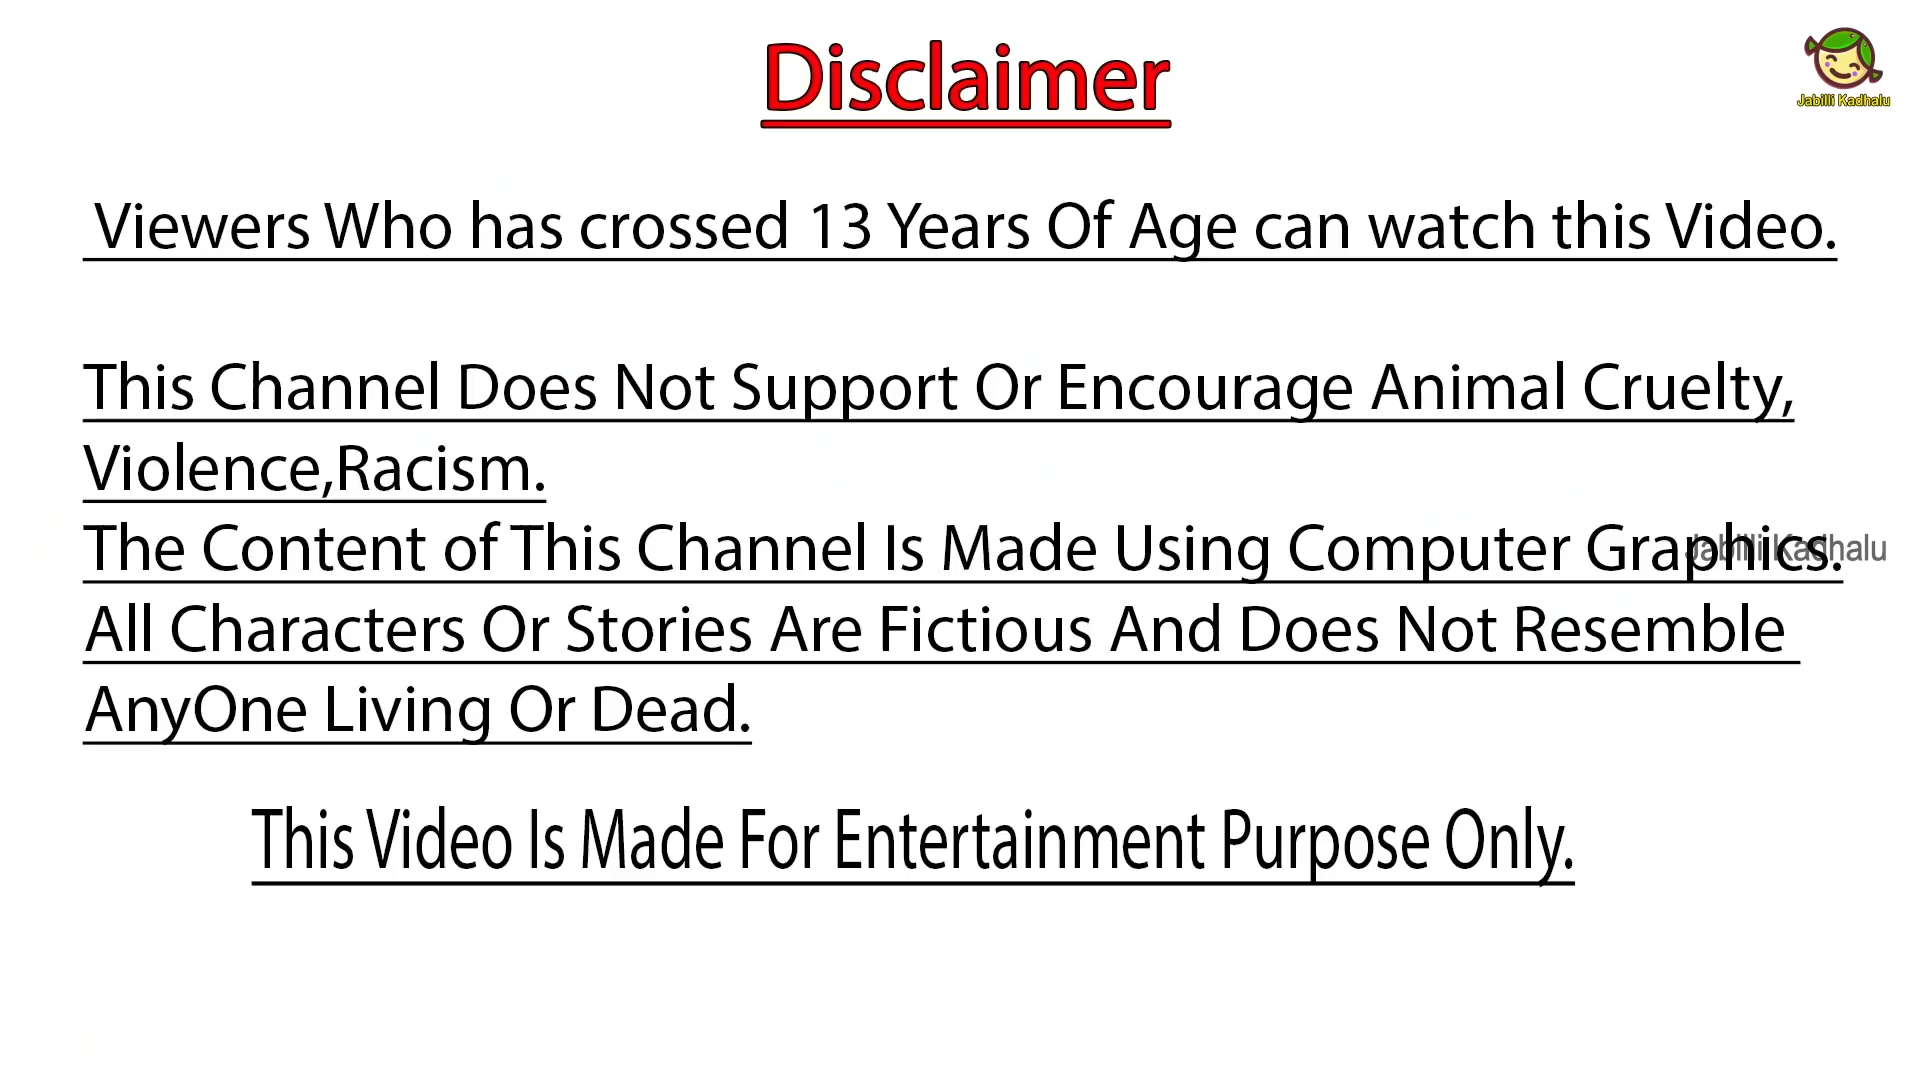 Disclaimer
Jabilli Kadhalu
Viewers Who has crossed 13 Years Of Age can watch this Video.
This Channel Does Not Support Or Encourage Animal Cruelty,
Violence,Racism.
The Content of This Channel Is Made Using Computer Graphics.
Jabilli Kadhalu
All Characters Or Stories Are Fictious And Does Not Resemble
AnyOne Living Or Dead.
This Video Is Made For Entertainment Purpose Only.